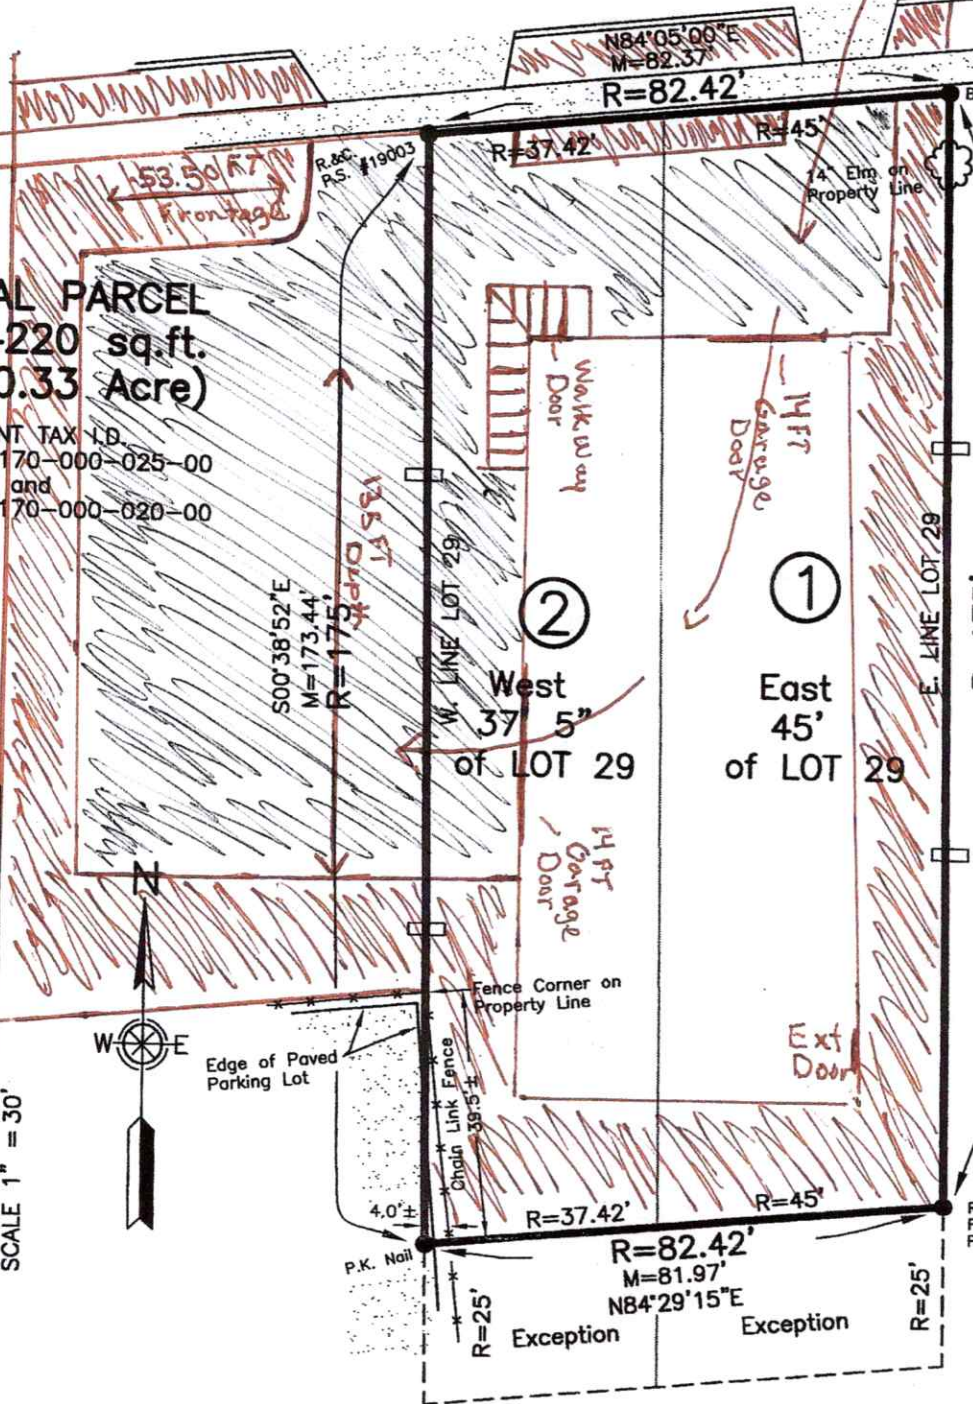 N84°05'00"E
M=82.37'
R=82.42'
R=37.42'
R=45'
R.&C.
P.S. #19003
53.50 FT
Frontage
14" Elm on
Property Line
AL PARCEL
220 sq.ft.
0.33 Acre)
NT TAX I.D.
170-000-025-00
and
170-000-020-00
Walkway
Door
14 FT
Garage
Door
135 FT
Depth
S00°38'52"E
M=173.44'
R=175'
W. LINE LOT 29
E. LINE LOT 29
2
West
37' 5"
of LOT 29
1
East
45'
of LOT 29
14 FT
Garage
Door
N
W
E
Fence Corner on
Property Line
Edge of Paved
Parking Lot
Chain Link Fence
39.5'±
Ext
Door
SCALE 1" = 30'
4.0'±
P.K. Nail
R=37.42'
R=45'
R=82.42'
M=81.97'
N84°29'15"E
R=25'
Exception
Exception
R=25'